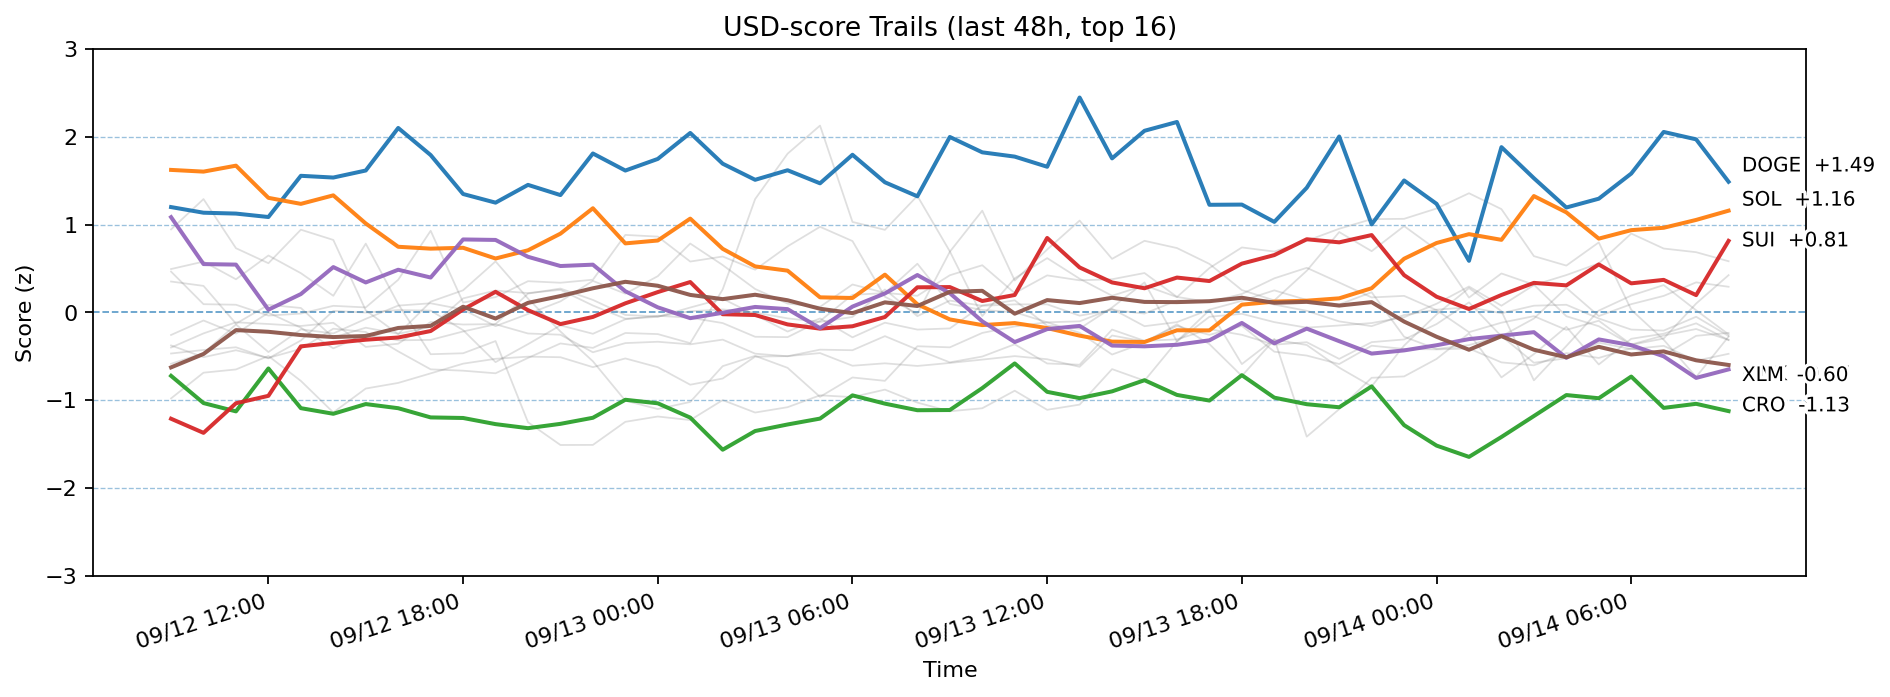 USD-score Trails (last 48h, top 16)
Score (z)
3
2
1
0
−1
−2
−3
DOGE +1.49
SOL +1.16
SUI +0.81
-0.60
CRO -1.13
09/12 12:00
09/12 18:00
09/13 00:00
09/13 06:00
09/13 12:00
09/13 18:00
09/14 00:00
09/14 06:00
Time